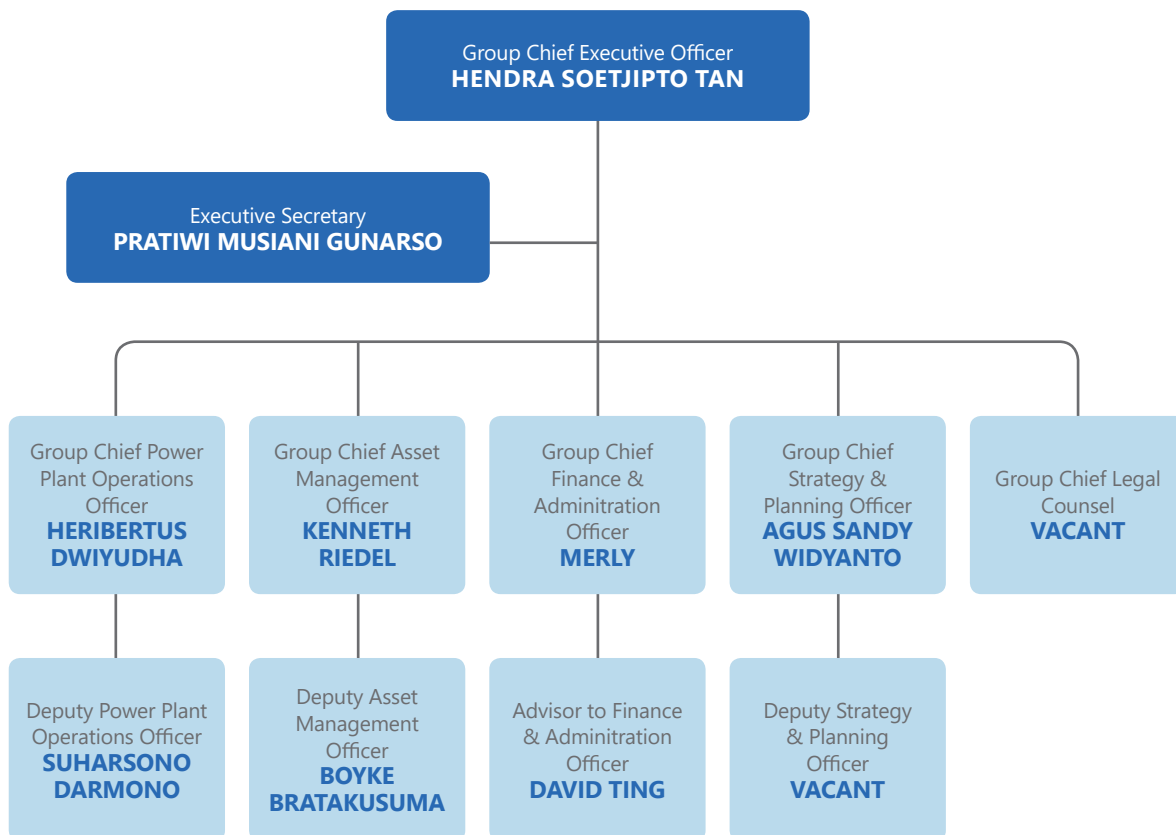 Group Chief Executive Officer
HENDRA SOETJIPTO TAN
Executive Secretary
PRATIWI MUSIANI GUNARSO
Group Chief Power
Plant Operations
Officer
HERIBERTUS
DWIYUDHA
Group Chief Asset
Management
Officer
KENNETH
RIEDEL
Group Chief
Finance &
Adminitration
Officer
MERLY
Group Chief
Strategy &
Planning Officer
AGUS SANDY
WIDYANTO
Group Chief Legal
Counsel
VACANT
Deputy Power Plant
Operations Officer
SUHARSONO
DARMONO
Deputy Asset
Management
Officer
BOYKE
BRATAKUSUMA
Advisor to Finance
& Adminitration
Officer
DAVID TING
Deputy Strategy
& Planning
Officer
VACANT